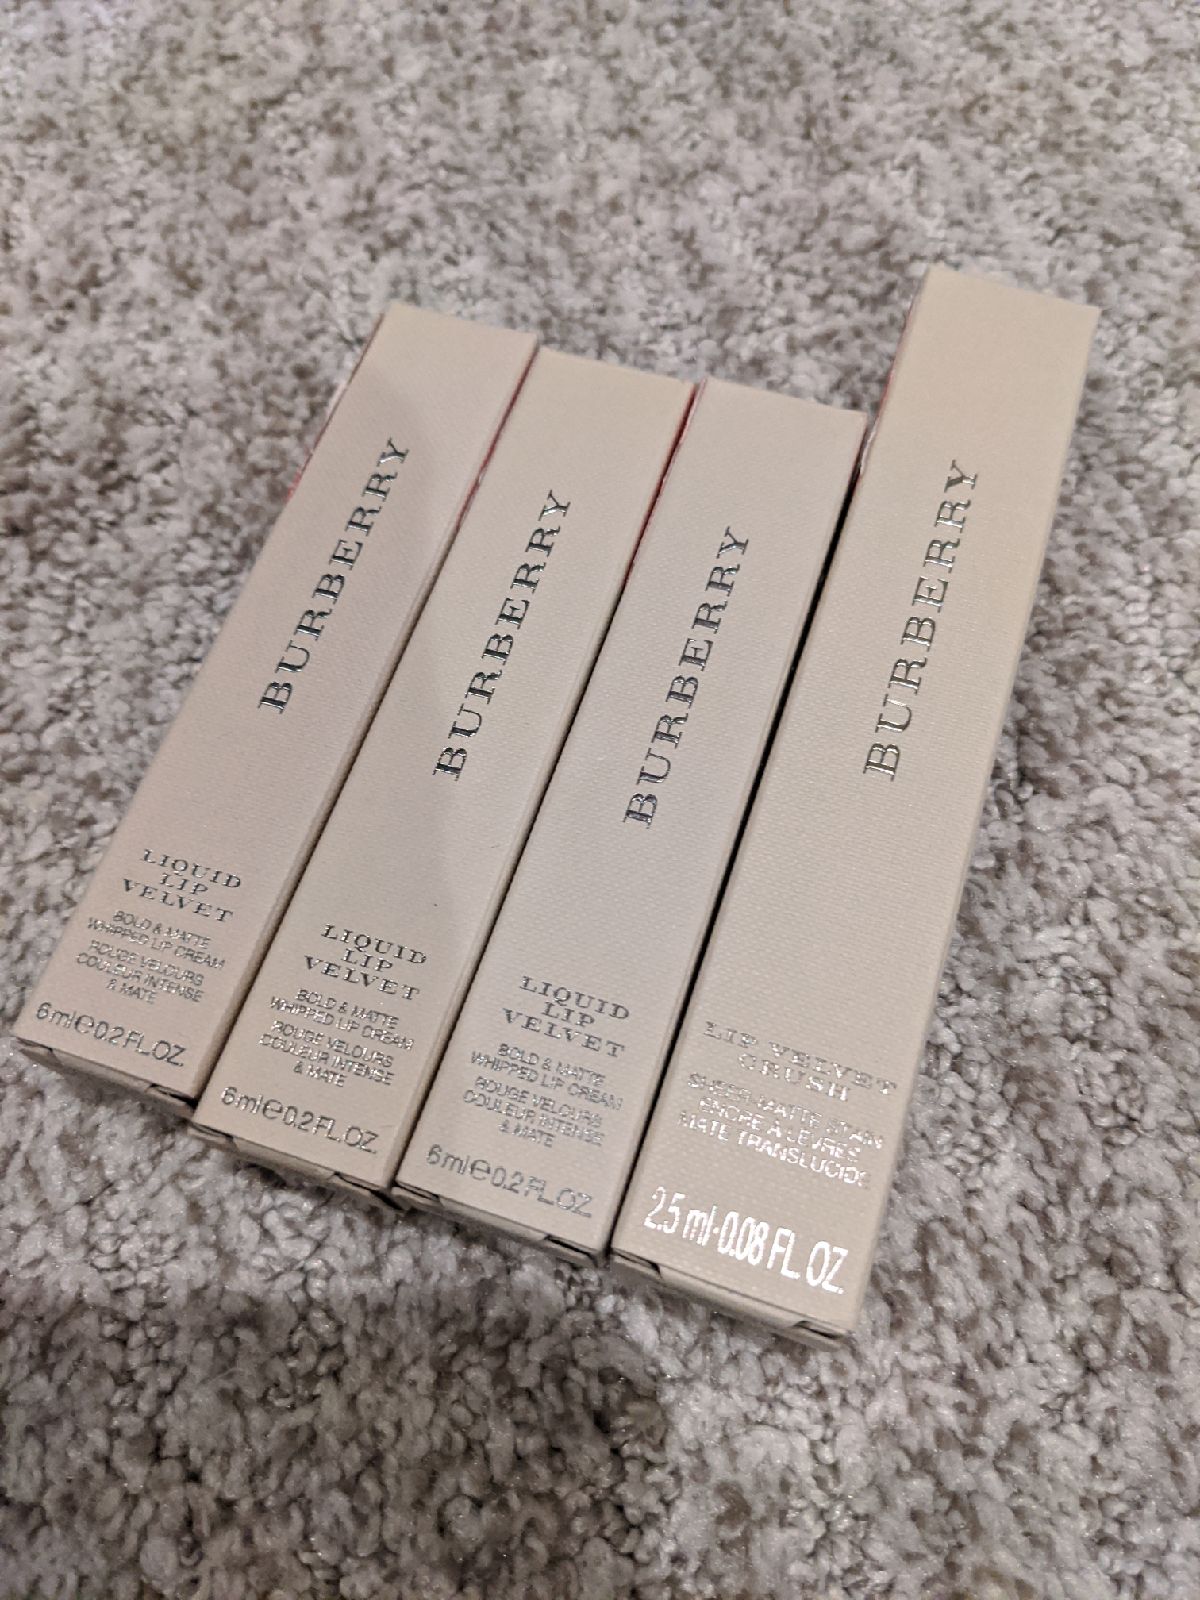 BURBERRY
LIQUID
LIP
VELVET
BOLD & MATTE
WHIPPED LIP CREAM
ROUGE VELOURS
COULEUR INTENSE
& MATE
6 ml ℮ 0.2 FL.OZ.
BURBERRY
LIQUID
LIP
VELVET
BOLD & MATTE
WHIPPED LIP CREAM
ROUGE VELOURS
COULEUR INTENSE
& MATE
6 ml ℮ 0.2 FL.OZ.
BURBERRY
LIQUID
LIP
VELVET
BOLD & MATTE
WHIPPED LIP CREAM
ROUGE VELOURS
COULEUR INTENSE
& MATE
6 ml ℮ 0.2 FL.OZ.
BURBERRY
LIP VELVET
CRUSH
SHEER MATTE STAIN
ENCRE À LÈVRES
MATE TRANSLUCIDE
2.5 ml·0.08 FL. OZ.